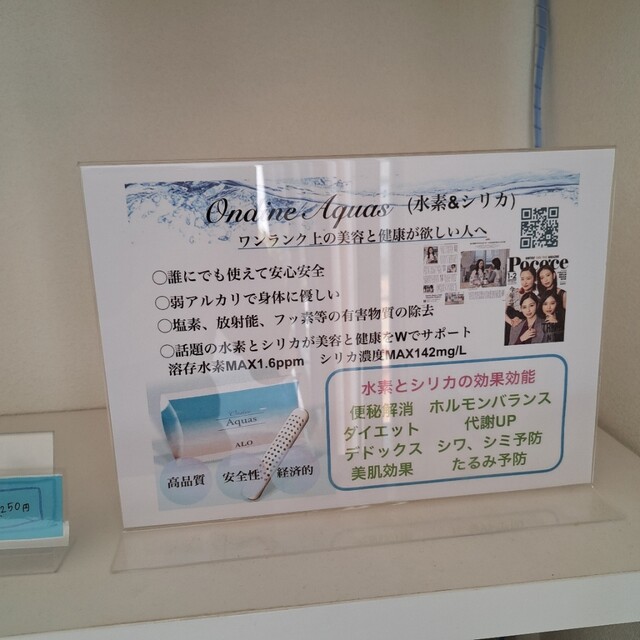 Ondine Aquas (水素&シリカ)
ワンランク上の美容と健康が欲しい人へ
○誰にでも使えて安心安全
○弱アルカリで身体に優しい
○塩素、放射能、フッ素等の有害物質の除去
○話題の水素とシリカが美容と健康をWでサポート
溶存水素MAX1.6ppm シリカ濃度MAX142mg/L
Pococe
水素とシリカの効果効能
便秘解消 ホルモンバランス
ダイエット 代謝UP
デドックス シワ、シミ予防
美肌効果 たるみ予防
Aquas
ALO
高品質 安全性 経済的
250円